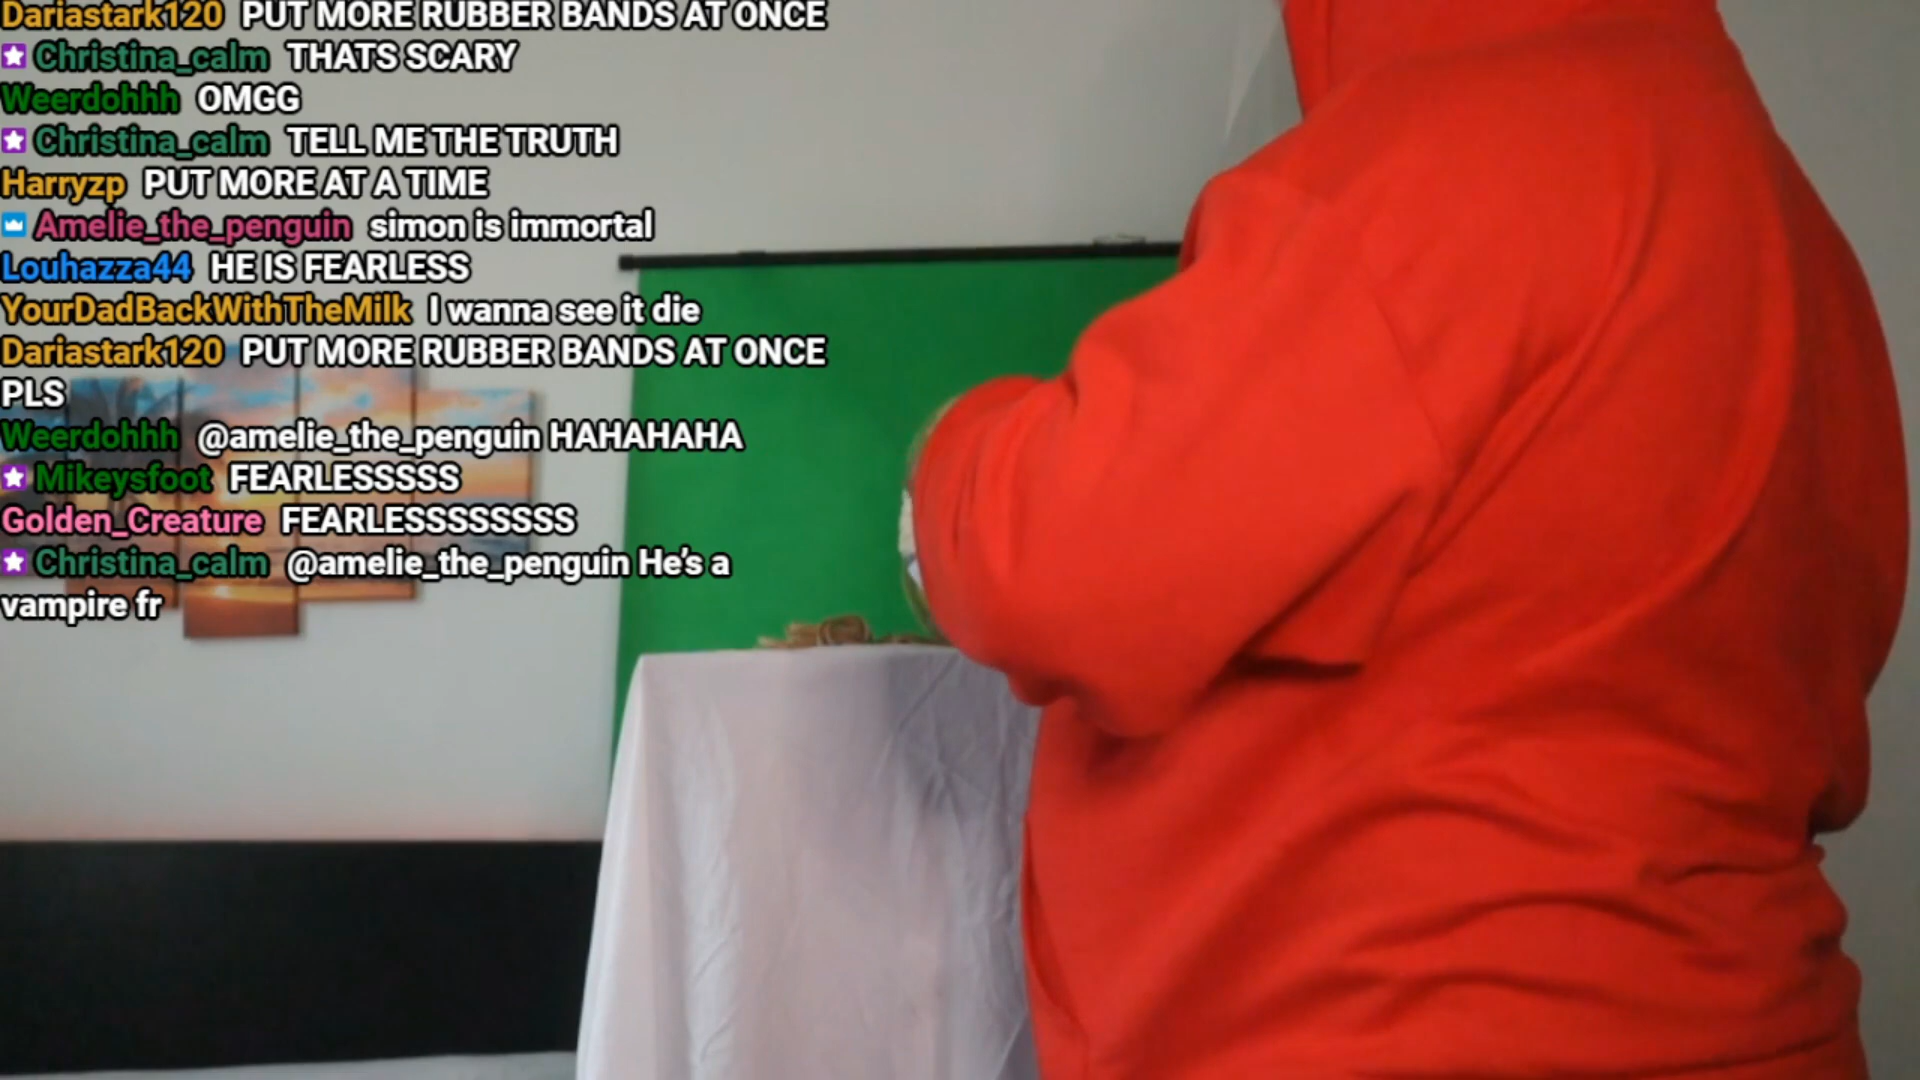 Dariastark120 PUT MORE RUBBER BANDS AT ONCE
Christina_calm THATS SCARY
Weerdohhh OMGG
Christina_calm TELL ME THE TRUTH
Harryzp PUT MORE AT A TIME
Amelie_the_penguin simon is immortal
Louhazza44 HE IS FEARLESS
YourDadBackWithTheMilk I wanna see it die
Dariastark120 PUT MORE RUBBER BANDS AT ONCE
PLS
Weerdohhh @amelie_the_penguin HAHAHAHA
Mikeysfoot FEARLESSSSS
Golden_Creature FEARLESSSSSSSS
Christina_calm @amelie_the_penguin He's a
vampire fr